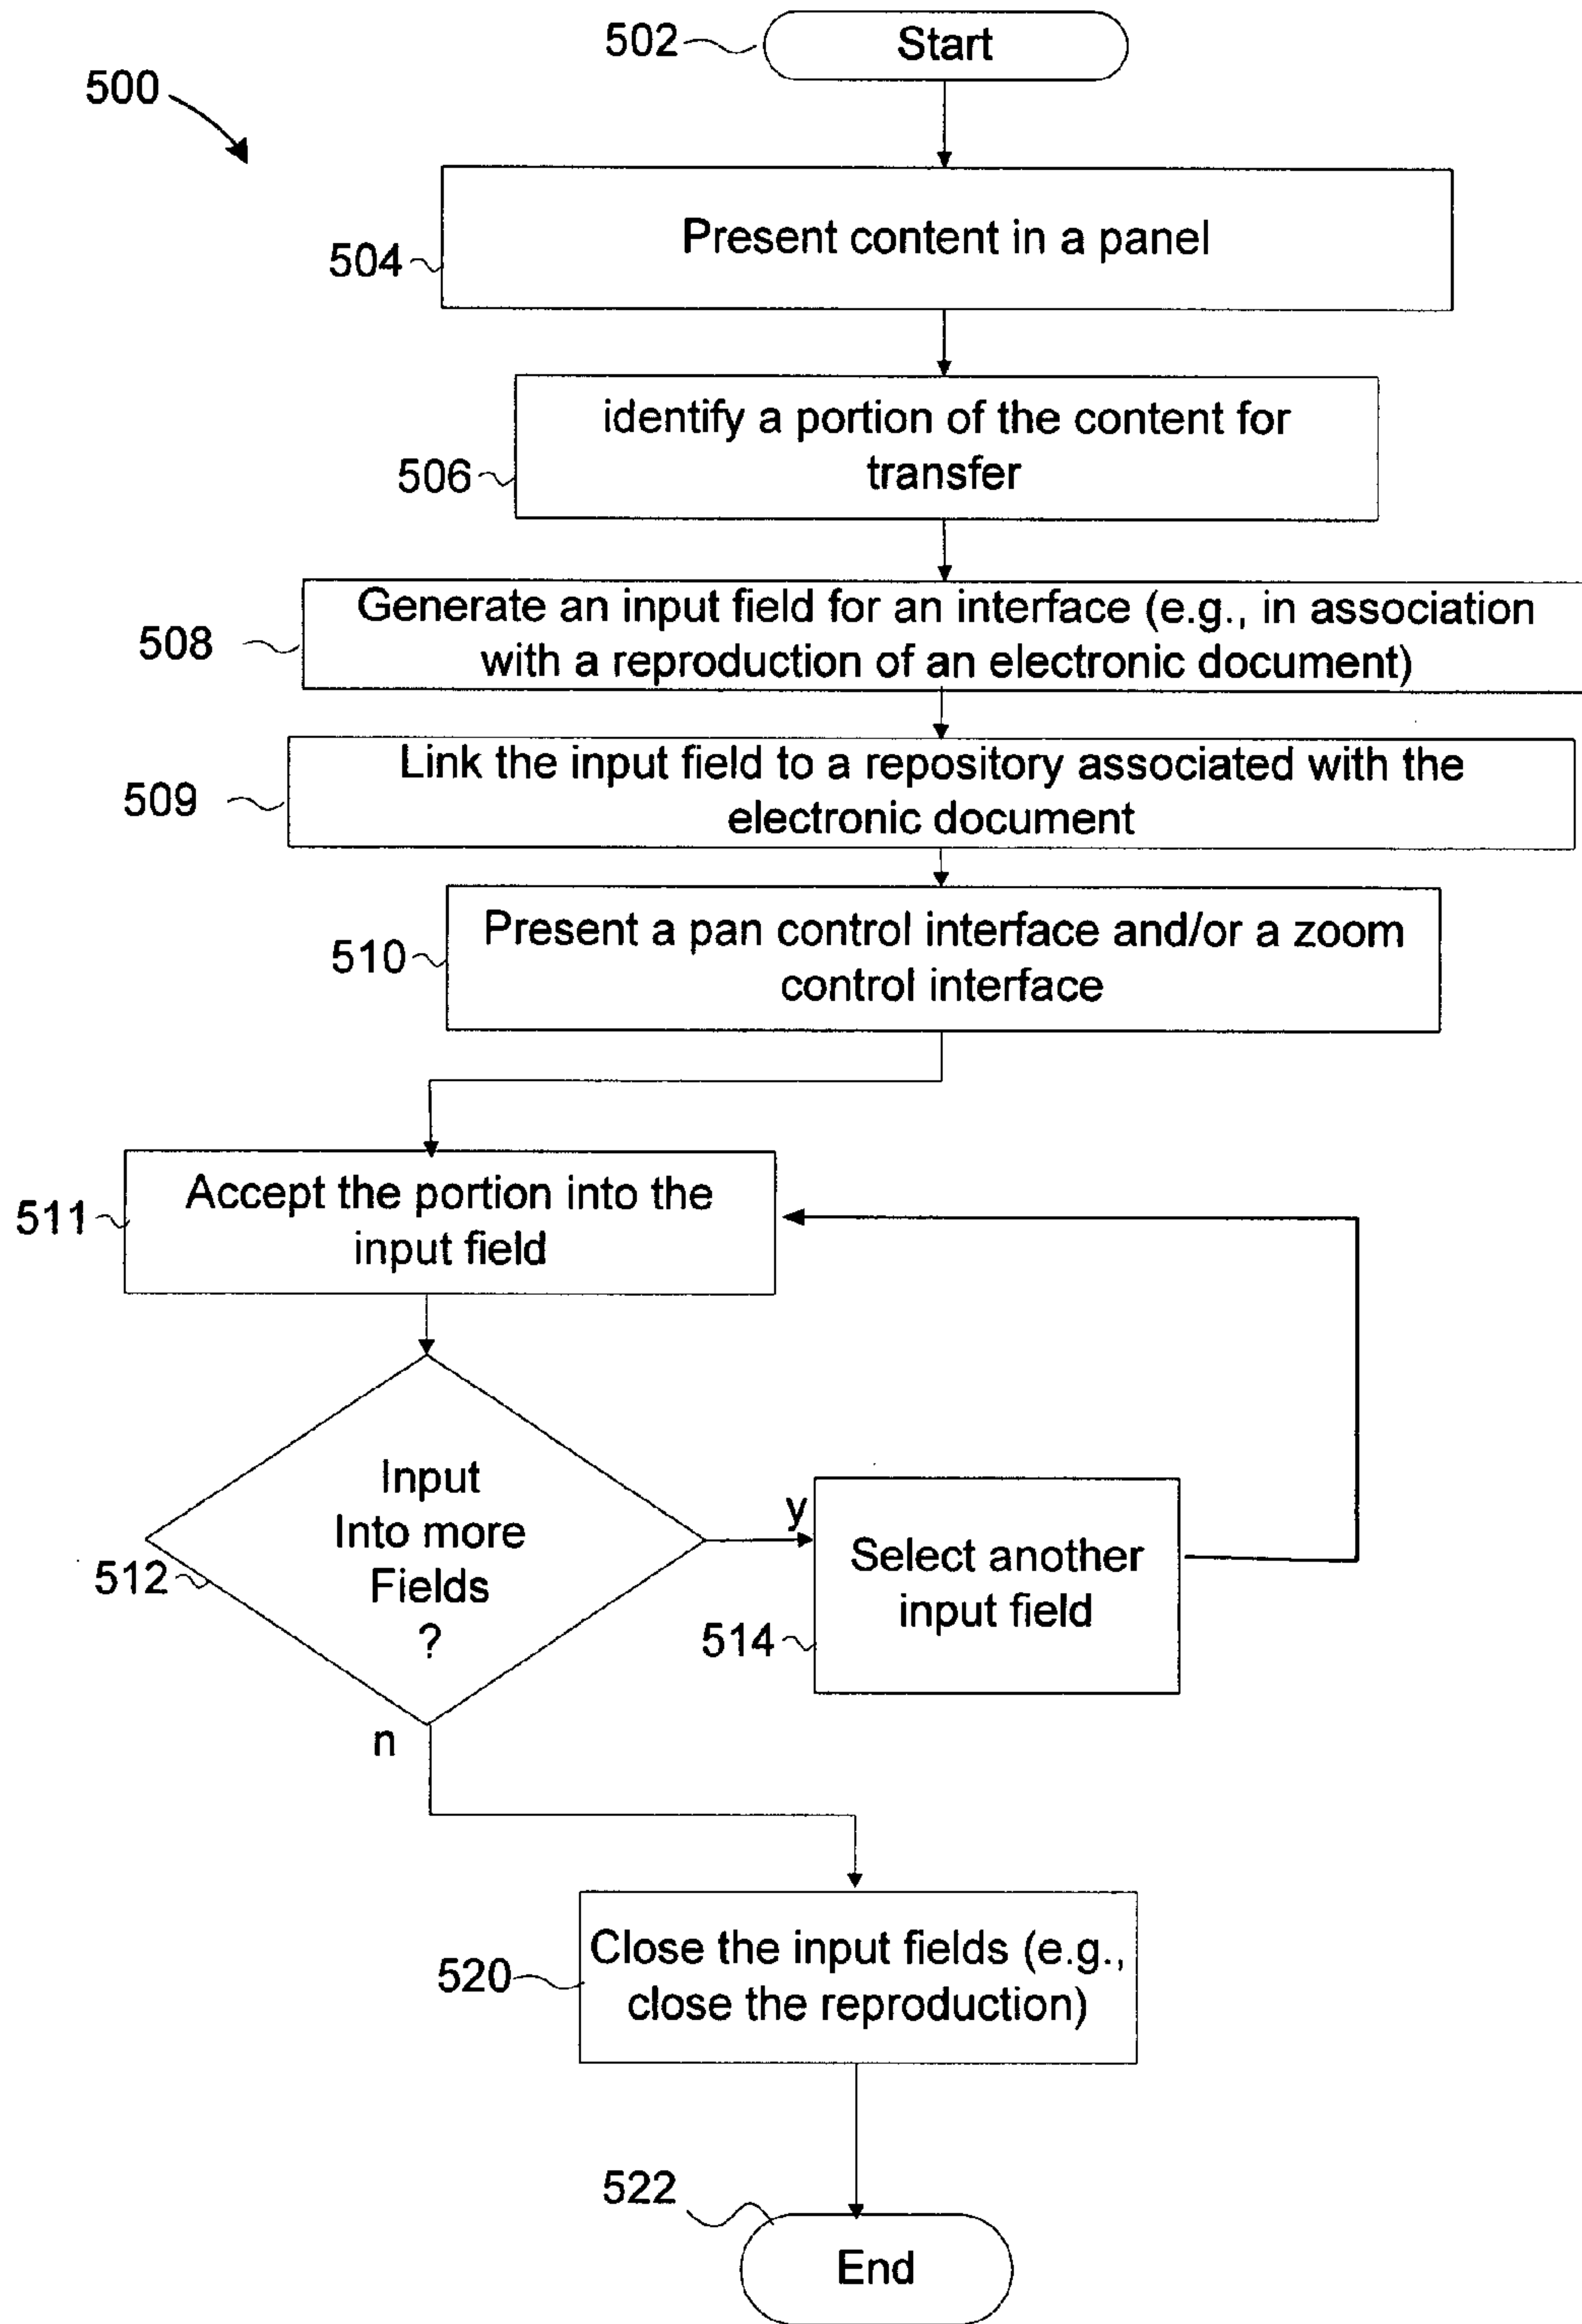 502
Start
500
Present content in a panel
504
identify a portion of the content for
transfer
506
Generate an input field for an interface (e.g., in association
with a reproduction of an electronic document)
508
Link the input field to a repository associated with the
electronic document
509
Present a pan control interface and/or a zoom
control interface
510
Accept the portion into the
input field
511
Input
Into more
Fields
?
512
y
Select another
input field
514
n
Close the input fields (e.g.,
close the reproduction)
520
522
End